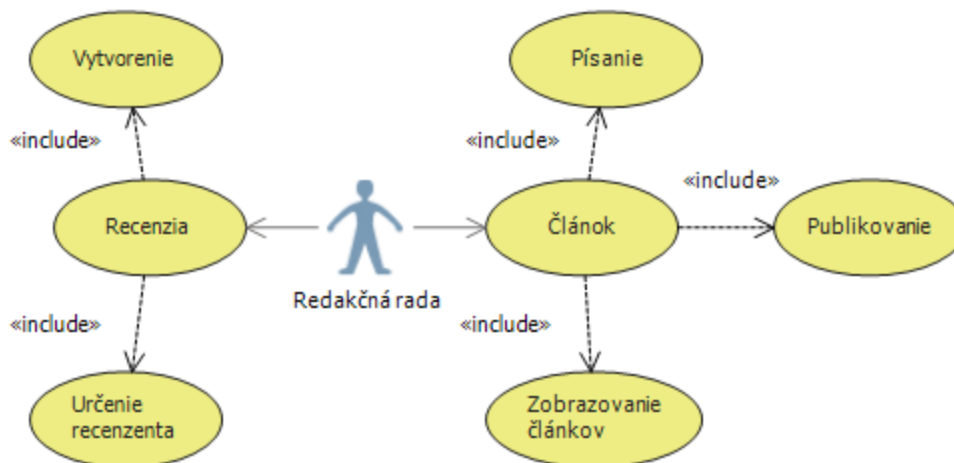 Vytvorenie
Písanie
«include»
«include»
«include»
Recenzia
Článok
Publikovanie
Redakčná rada
«include»
«include»
Určenie
recenzenta
Zobrazovanie
článkov